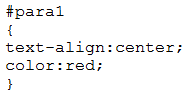 #para1
{
text-align:center;
color:red;
}